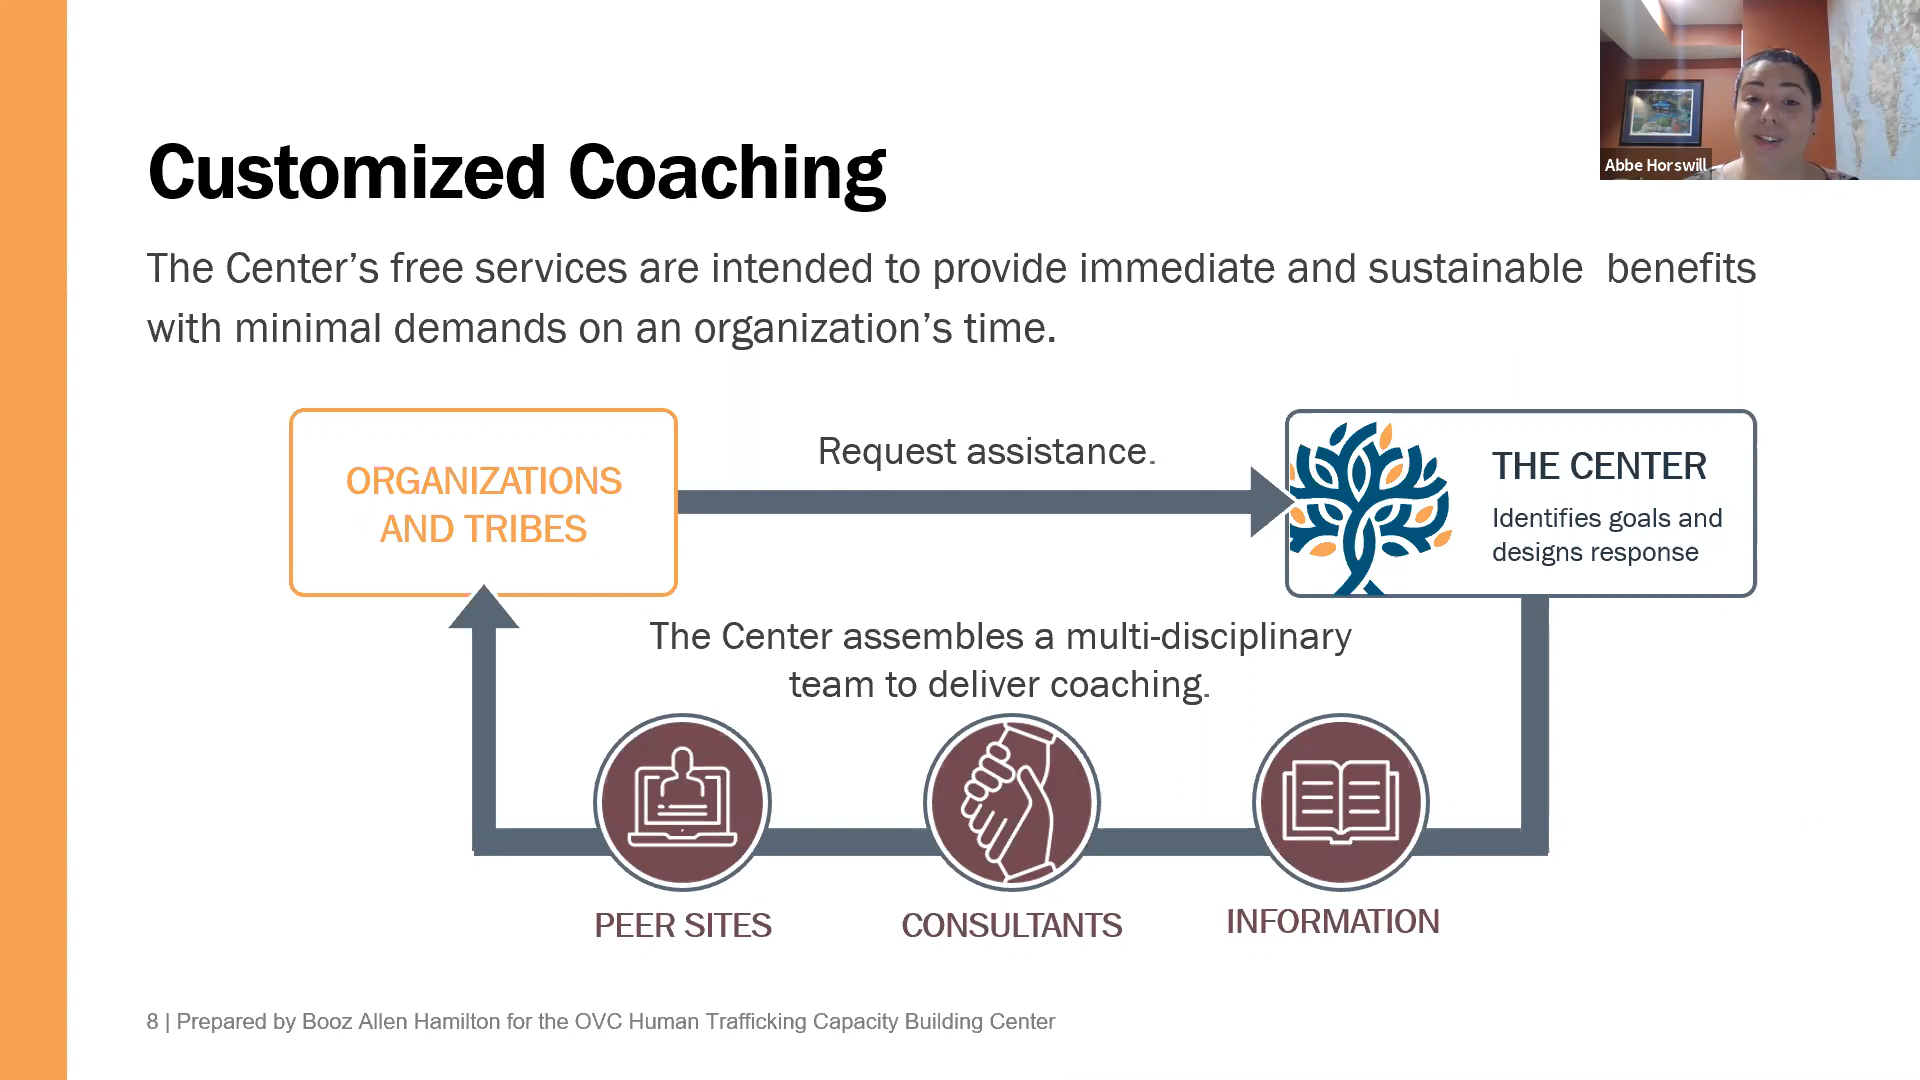 Abbe Horswill
Customized Coaching
The Center’s free services are intended to provide immediate and sustainable  benefits
with minimal demands on an organization’s time.
ORGANIZATIONS
AND TRIBES
Request assistance.
THE CENTER
Identifies goals and
designs response
The Center assembles a multi-disciplinary
team to deliver coaching.
PEER SITES
CONSULTANTS
INFORMATION
8 | Prepared by Booz Allen Hamilton for the OVC Human Trafficking Capacity Building Center